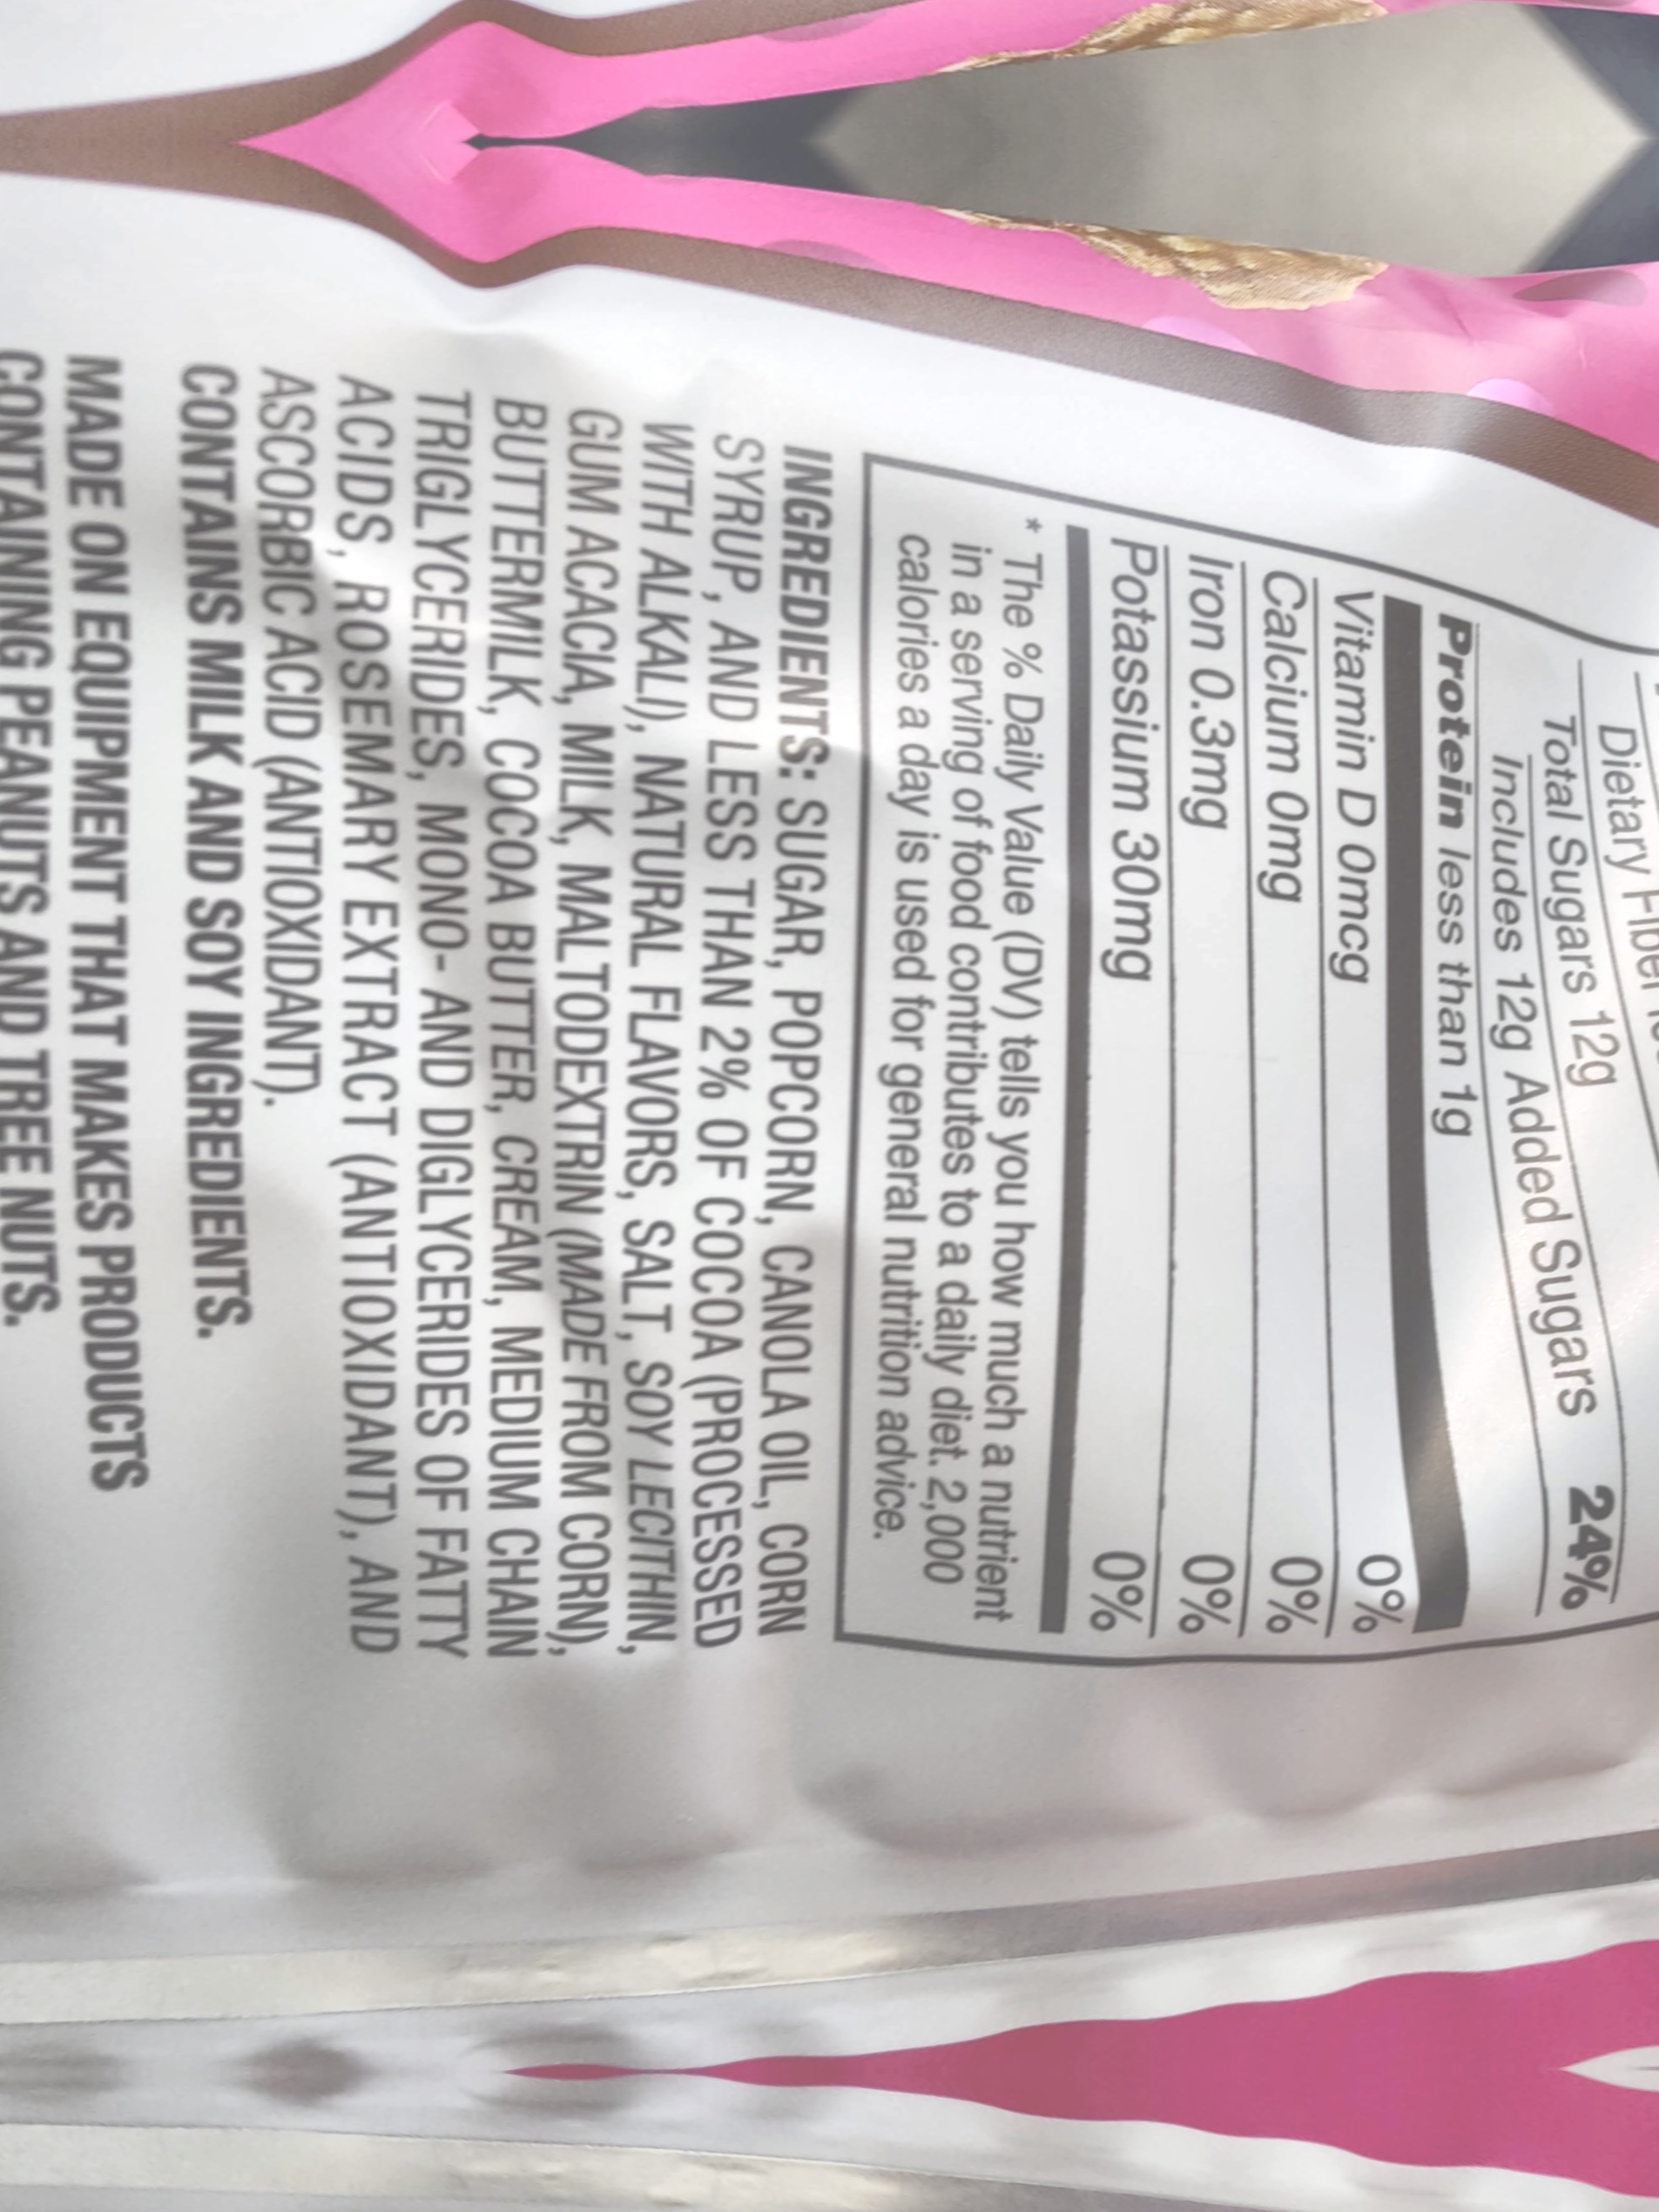 Dietary Fiber
Total Sugars 12g
Includes 12g Added Sugars 24%
Protein less than 1g
Vitamin D 0mcg 0%
Calcium 0mg 0%
Iron 0.3mg 0%
Potassium 30mg 0%
* The % Daily Value (DV) tells you how much a nutrient
in a serving of food contributes to a daily diet. 2,000
calories a day is used for general nutrition advice.
INGREDIENTS: SUGAR, POPCORN, CANOLA OIL, CORN
SYRUP, AND LESS THAN 2% OF COCOA (PROCESSED
WITH ALKALI), NATURAL FLAVORS, SALT, SOY LECITHIN,
GUM ACACIA, MILK, MALTODEXTRIN (MADE FROM CORN),
BUTTERMILK, COCOA BUTTER, CREAM, MEDIUM CHAIN
TRIGLYCERIDES, MONO- AND DIGLYCERIDES OF FATTY
ACIDS, ROSEMARY EXTRACT (ANTIOXIDANT), AND
ASCORBIC ACID (ANTIOXIDANT).
CONTAINS MILK AND SOY INGREDIENTS.
MADE ON EQUIPMENT THAT MAKES PRODUCTS
CONTAINING PEANUTS AND TREE NUTS.